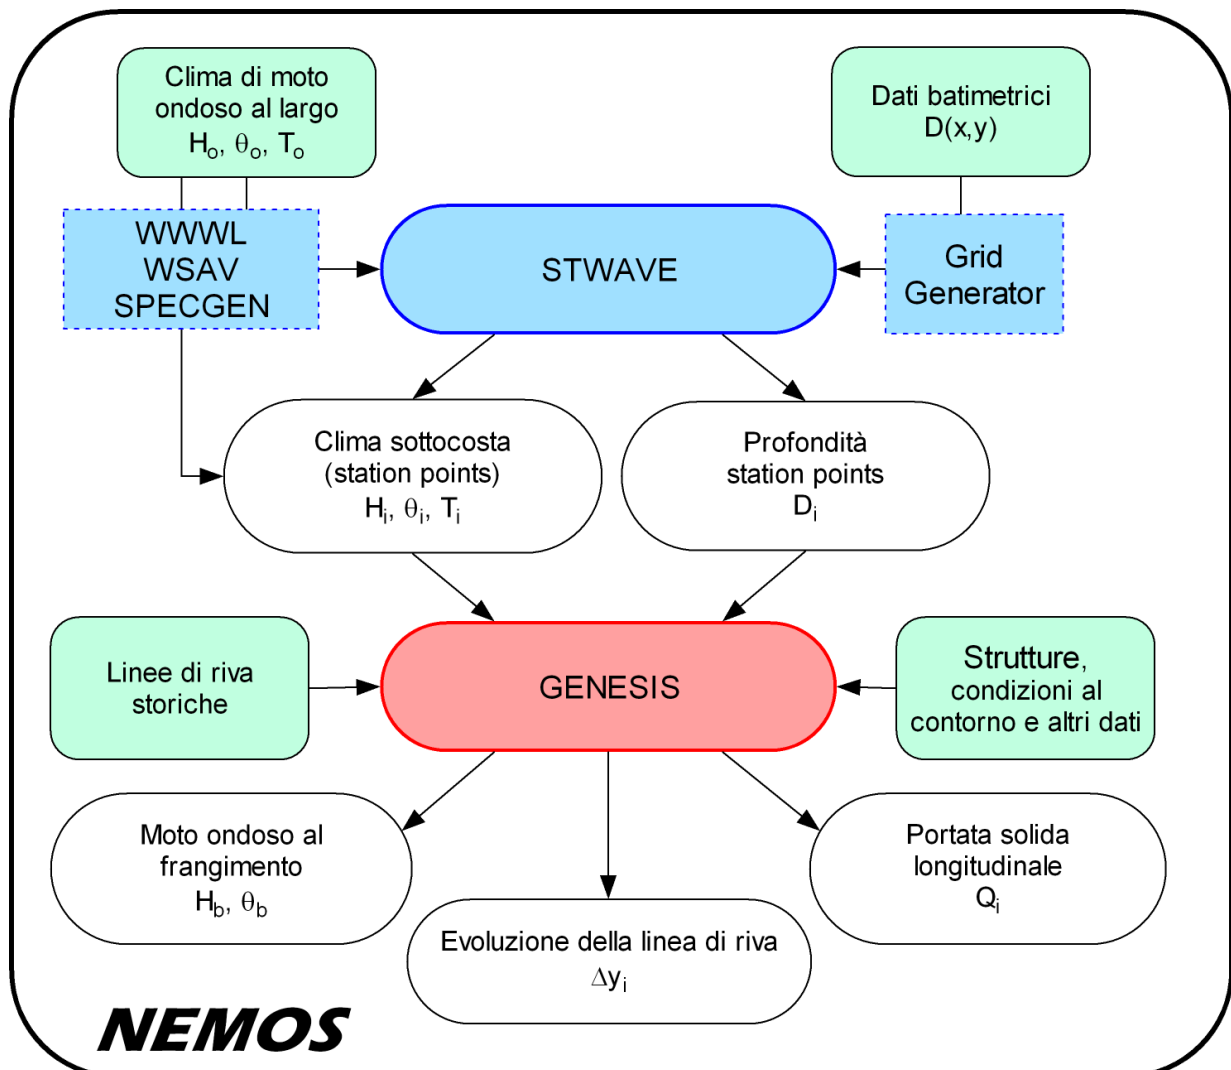 Clima di moto
ondoso al largo
Hₒ, θₒ, Tₒ
Dati batimetrici
D(x,y)
WWWL
WSAV
SPECGEN
STWAVE
Grid
Generator
Clima sottocosta
(station points)
Hᵢ, θᵢ, Tᵢ
Profondità
station points
Dᵢ
Linee di riva
storiche
GENESIS
Strutture,
condizioni al
contorno e altri dati
Moto ondoso al
frangimento
H_b, θ_b
Evoluzione della linea di riva
Δyᵢ
Portata solida
longitudinale
Qᵢ
NEMOS